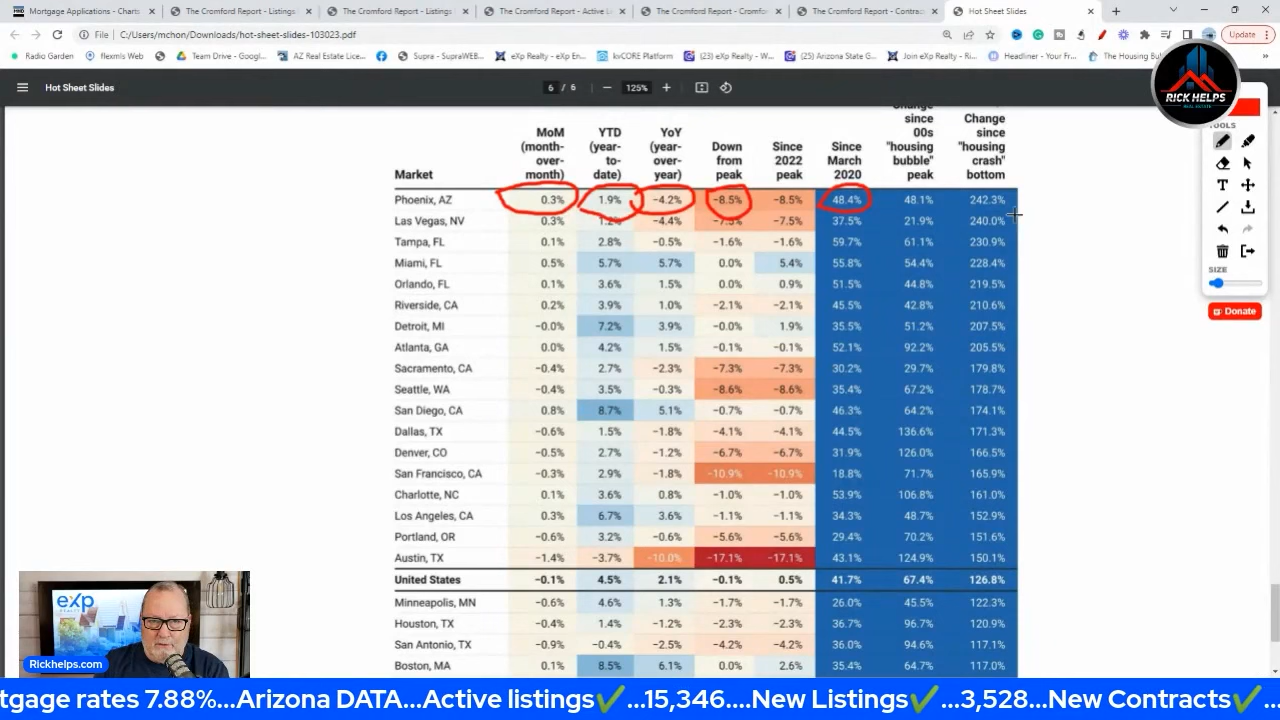 Mortgage Applications - Charts
The Cromford Report - Listings
The Cromford Report - Listings
The Cromford Report - Active L
The Cromford Report - Cromfo
The Cromford Report - Contrac
Hot Sheet Slides
File | C:/Users/mchon/Downloads/hot-sheet-slides-103023.pdf
Update
Radio Garden
flexmls Web
Team Drive - Googl...
AZ Real Estate Lice...
Supra - SupraWEB...
eXp Realty - eXp En...
kvCORE Platform
(23) eXp Realty - W...
(25) Arizona State G...
Join eXp Realty - Ri...
Headliner - Your Fr...
The Housing Bu
Hot Sheet Slides
6 / 6
125%
RICK HELPS
REAL ESTATE
TOOLS
SIZE
Donate
Market
MoM (month-over-month)
YTD (year-to-date)
YoY (year-over-year)
Down from peak
Since 2022 peak
Since March 2020
Change since 00s "housing bubble" peak
Change since "housing crash" bottom
Phoenix, AZ 0.3% 1.9% −4.2% −8.5% −8.5% 48.4% 48.1% 242.3%
Las Vegas, NV 0.3% 1.2% −4.4% −7.5% −7.5% 37.5% 21.9% 240.0%
Tampa, FL 0.1% 2.8% −0.5% −1.6% −1.6% 59.7% 61.1% 230.9%
Miami, FL 0.5% 5.7% 5.7% 0.0% 5.4% 55.8% 54.4% 228.4%
Orlando, FL 0.1% 3.6% 1.5% 0.0% 0.9% 51.5% 44.8% 219.5%
Riverside, CA 0.2% 3.9% 1.0% −2.1% −2.1% 45.5% 42.8% 210.6%
Detroit, MI −0.0% 7.2% 3.9% −0.0% 1.9% 35.5% 51.2% 207.5%
Atlanta, GA 0.0% 4.2% 1.5% −0.1% −0.1% 52.1% 92.2% 205.5%
Sacramento, CA −0.4% 2.7% −2.3% −7.3% −7.3% 30.2% 29.7% 179.8%
Seattle, WA −0.4% 3.5% −0.3% −8.6% −8.6% 35.4% 67.2% 178.7%
San Diego, CA 0.8% 8.7% 5.1% −0.7% −0.7% 46.3% 64.2% 174.1%
Dallas, TX −0.6% 1.5% −1.8% −4.1% −4.1% 44.5% 136.6% 171.3%
Denver, CO −0.5% 2.7% −1.2% −6.7% −6.7% 31.9% 126.0% 166.5%
San Francisco, CA −0.3% 2.9% −1.8% −10.9% −10.9% 18.8% 71.7% 165.9%
Charlotte, NC 0.1% 3.6% 0.8% −1.0% −1.0% 53.9% 106.8% 161.0%
Los Angeles, CA 0.3% 6.7% 3.6% −1.1% −1.1% 34.3% 48.7% 152.9%
Portland, OR −0.6% 3.2% −0.6% −5.6% −5.6% 29.4% 70.2% 151.6%
Austin, TX −1.4% −3.7% −10.0% −17.1% −17.1% 43.1% 124.9% 150.1%
United States −0.1% 4.5% 2.1% −0.1% 0.5% 41.7% 67.4% 126.8%
Minneapolis, MN −0.6% 4.6% 1.3% −1.7% −1.7% 26.0% 45.5% 122.3%
Houston, TX −0.4% 1.4% −1.2% −2.3% −2.3% 36.7% 96.7% 120.9%
San Antonio, TX −0.9% −0.4% −2.5% −4.2% −4.2% 36.0% 94.6% 117.1%
Boston, MA 0.1% 8.5% 6.1% 0.0% 2.6% 35.4% 64.7% 117.0%
eXp
Rickhelps.com
tgage rates 7.88%...Arizona DATA...Active listings✔...15,346....New Listings✔...3,528...New Contracts✔...